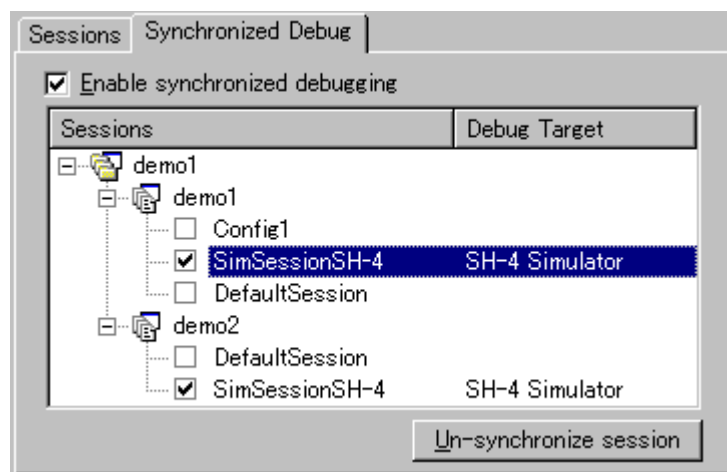 Sessions Synchronized Debug
Enable synchronized debugging
Sessions Debug Target
demo1
demo1
Config1
SimSessionSH-4 SH-4 Simulator
DefaultSession
demo2
DefaultSession
SimSessionSH-4 SH-4 Simulator
Un-synchronize session